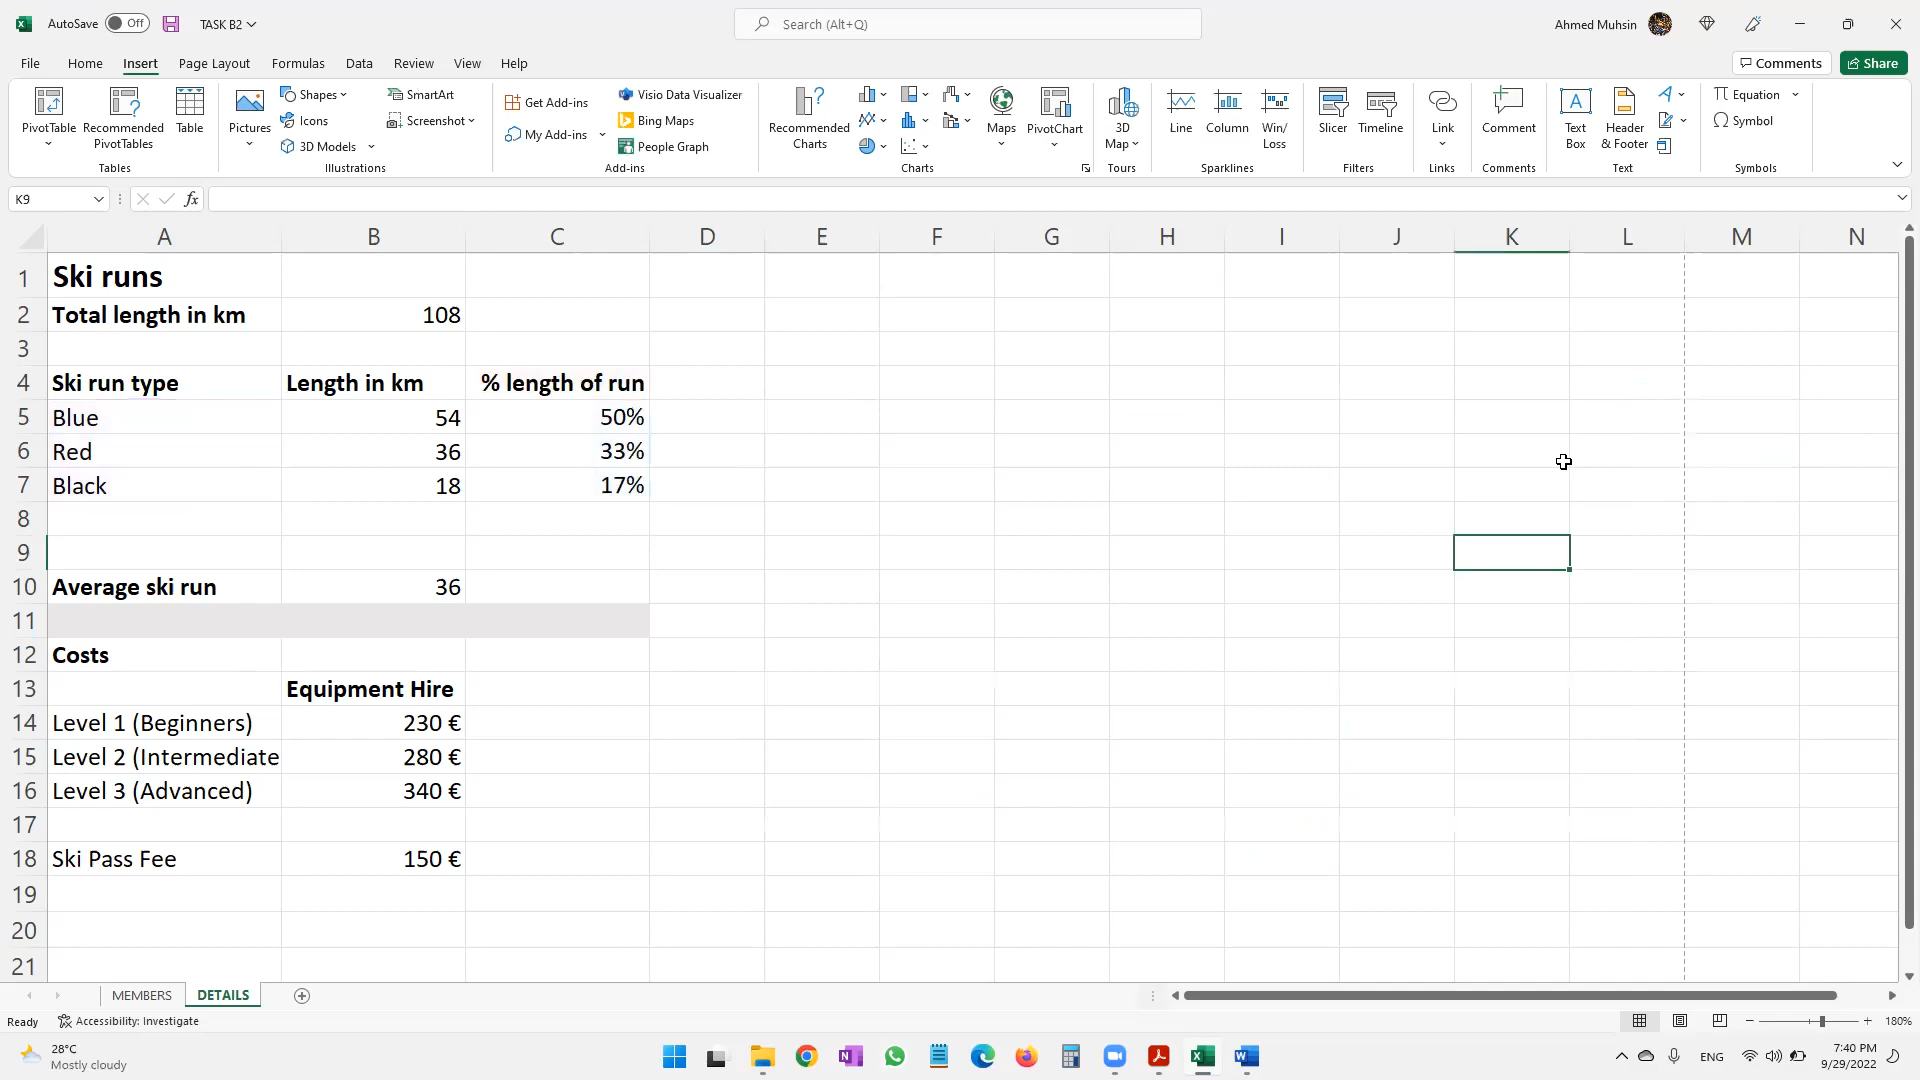 AutoSave Off TASK B2 Search (Alt+Q) Ahmed Muhsin
File Home Insert Page Layout Formulas Data Review View Help Comments Share
PivotTable
Recommended PivotTables
Table
Tables
Pictures
Shapes
Icons
3D Models
SmartArt
Screenshot
Illustrations
Get Add-ins
My Add-ins
Visio Data Visualizer
Bing Maps
People Graph
Add-ins
Recommended Charts
Maps
PivotChart
Charts
3D Map
Tours
Line
Column
Win/ Loss
Sparklines
Slicer
Timeline
Filters
Link
Links
Comment
Comments
Text Box
Header & Footer
Text
Equation
Symbol
Symbols
K9 fx
A B C D E F G H I J K L M N
1 Ski runs
2 Total length in km 108
3
4 Ski run type Length in km % length of run
5 Blue 54 50%
6 Red 36 33%
7 Black 18 17%
8
9
10 Average ski run 36
11
12 Costs
13 Equipment Hire
14 Level 1 (Beginners) 230 €
15 Level 2 (Intermediate 280 €
16 Level 3 (Advanced) 340 €
17
18 Ski Pass Fee 150 €
19
20
21
MEMBERS DETAILS
Ready Accessibility: Investigate 180%
28°C
Mostly cloudy
ENG
7:40 PM
9/29/2022